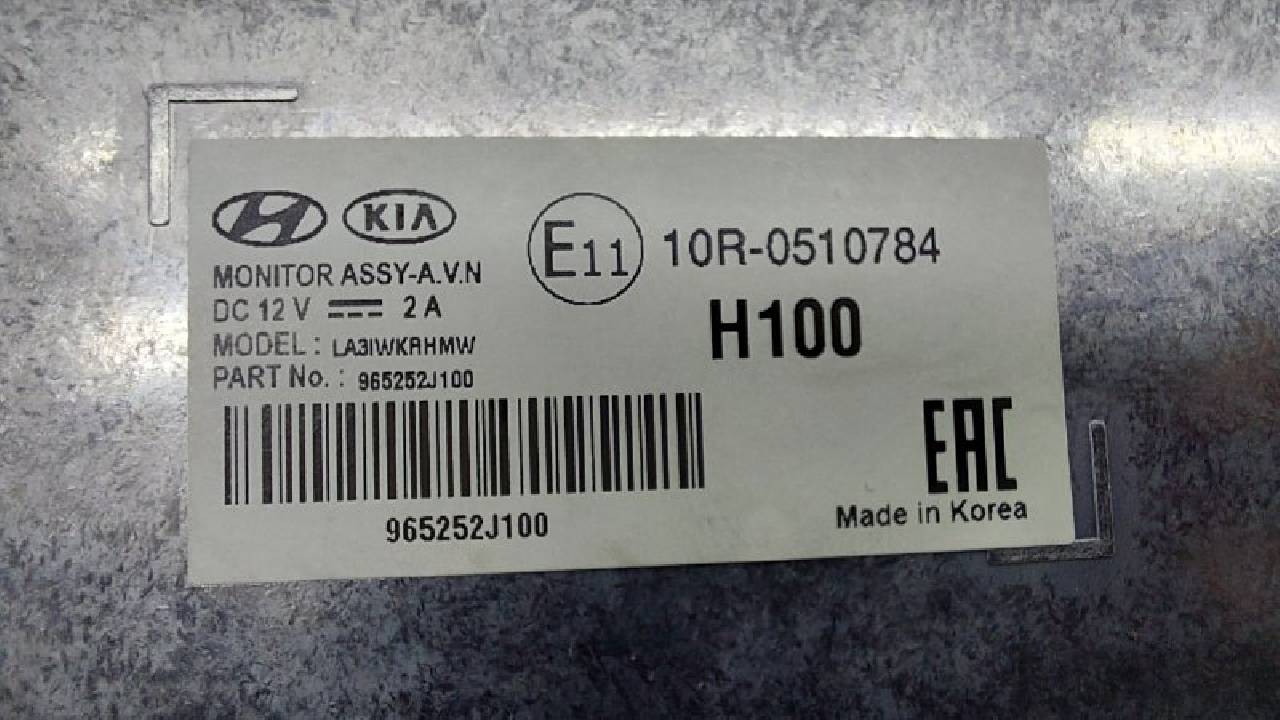 KIA
MONITOR ASSY-A.V.N
DC 12 V 2 A
MODEL : LA3IWKRHMW
PART No. : 965252J100
965252J100
E11 10R-0510784
H100
EAC
Made in Korea